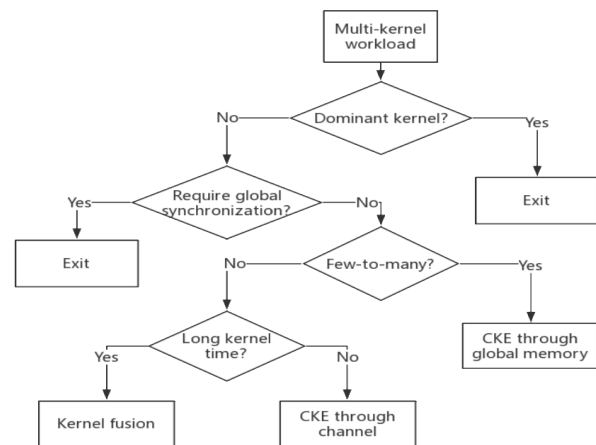 Multi-kernel
workload
No
Dominant kernel?
Yes
Yes
Require global
synchronization?
No
Exit
Exit
No
Few-to-many?
Yes
Yes
Long kernel
time?
No
CKE through
global memory
Kernel fusion
CKE through
channel